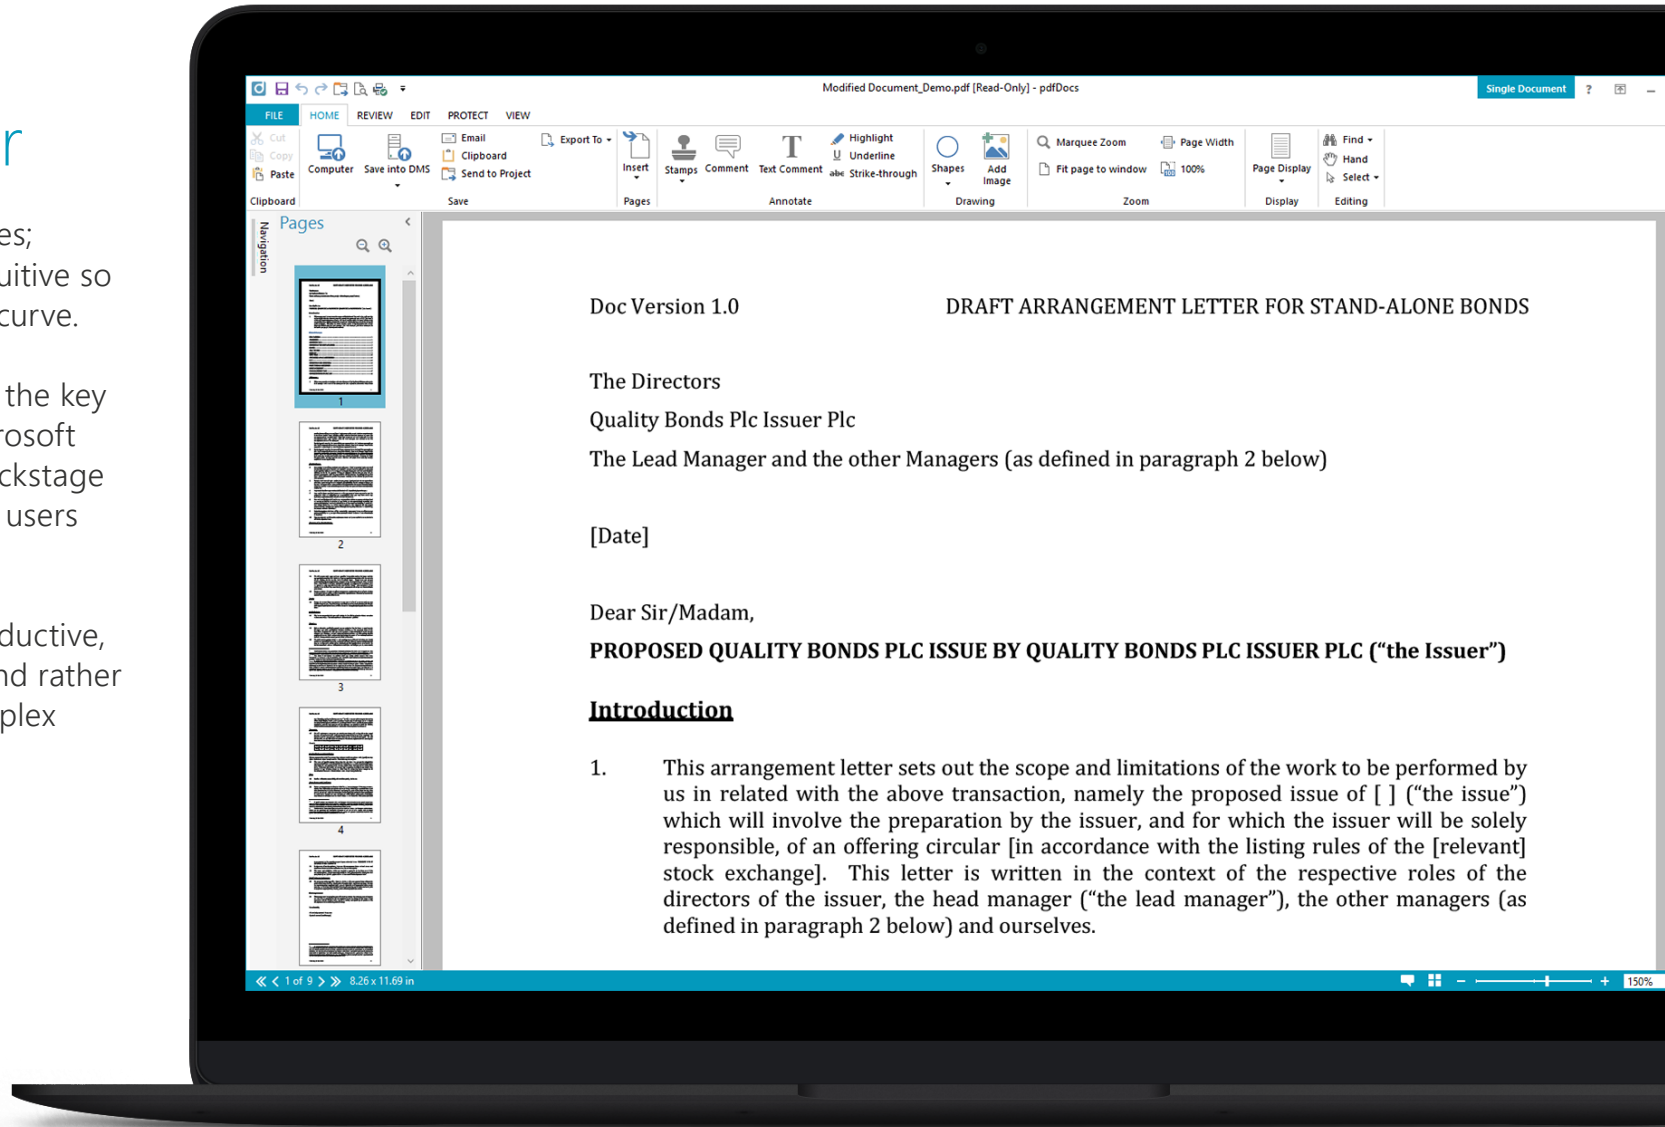 r
es;
uitive so
curve.
the key
rosoft
ckstage
users
ductive,
nd rather
plex
Modified Document_Demo.pdf [Read-Only] - pdfDocs
Single Document
?
FILE HOME REVIEW EDIT PROTECT VIEW
Cut
Copy
Paste
Clipboard
Computer
Save into DMS
Email
Clipboard
Send to Project
Export To
Save
Insert
Pages
Stamps
Comment
Text Comment
Highlight
Underline
abc Strike-through
Annotate
Shapes
Add
Image
Drawing
Marquee Zoom
Page Width
Fit page to window
100%
Zoom
Page Display
Display
Find
Hand
Select
Editing
Navigation
Pages
1
2
3
4
Doc Version 1.0 DRAFT ARRANGEMENT LETTER FOR STAND-ALONE BONDS
The Directors
Quality Bonds Plc Issuer Plc
The Lead Manager and the other Managers (as defined in paragraph 2 below)
[Date]
Dear Sir/Madam,
PROPOSED QUALITY BONDS PLC ISSUE BY QUALITY BONDS PLC ISSUER PLC (“the Issuer”)
Introduction
1. This arrangement letter sets out the scope and limitations of the work to be performed by
us in related with the above transaction, namely the proposed issue of [ ] (“the issue”)
which will involve the preparation by the issuer, and for which the issuer will be solely
responsible, of an offering circular [in accordance with the listing rules of the [relevant]
stock exchange]. This letter is written in the context of the respective roles of the
directors of the issuer, the head manager (“the lead manager”), the other managers (as
defined in paragraph 2 below) and ourselves.
1 of 9 8.26 x 11.69 in
150%